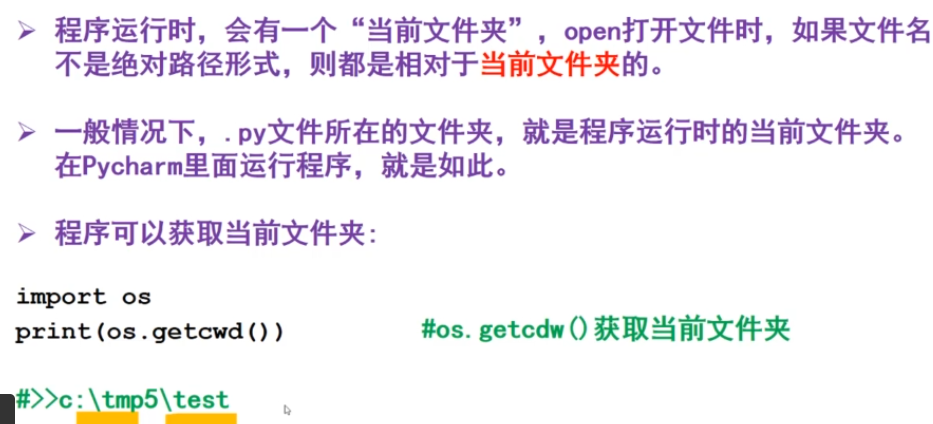 ➢ 程序运行时，会有一个“当前文件夹”，open打开文件时，如果文件名
不是绝对路径形式，则都是相对于当前文件夹的。
➢ 一般情况下，.py文件所在的文件夹，就是程序运行时的当前文件夹。
在Pycharm里面运行程序，就是如此。
➢ 程序可以获取当前文件夹:
import os
print(os.getcwd()) #os.getcdw()获取当前文件夹
#>>c:\tmp5\test